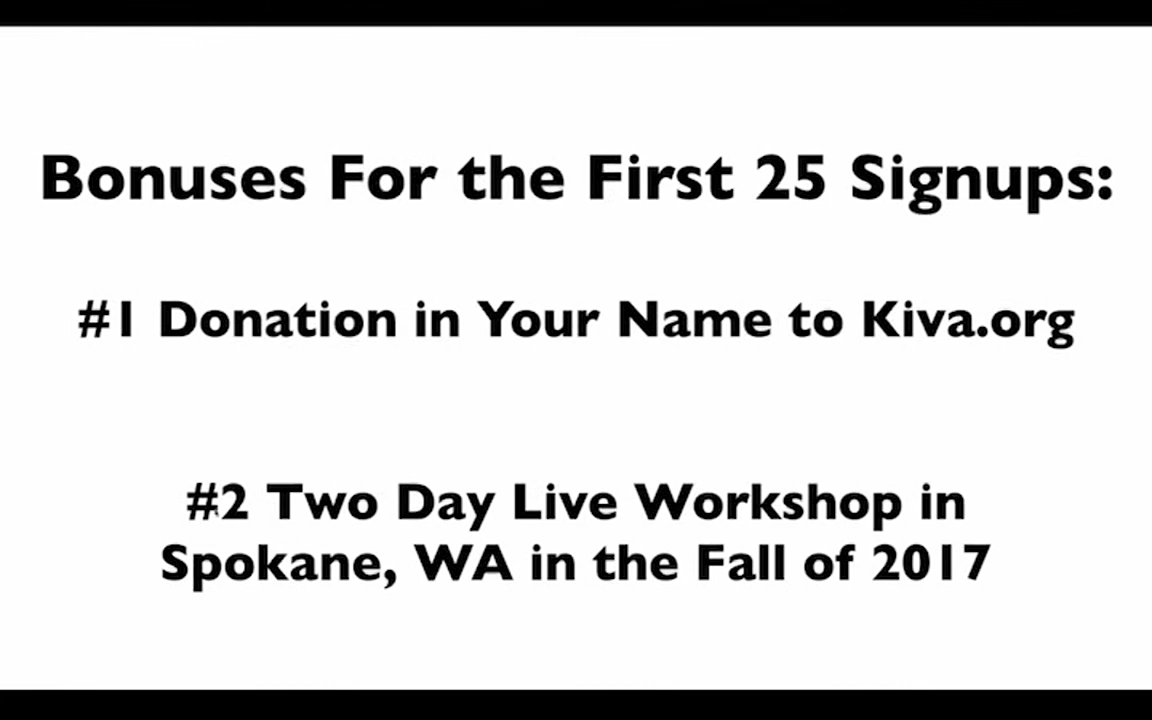 Bonuses For the First 25 Signups:
#1 Donation in Your Name to Kiva.org
#2 Two Day Live Workshop in
Spokane, WA in the Fall of 2017